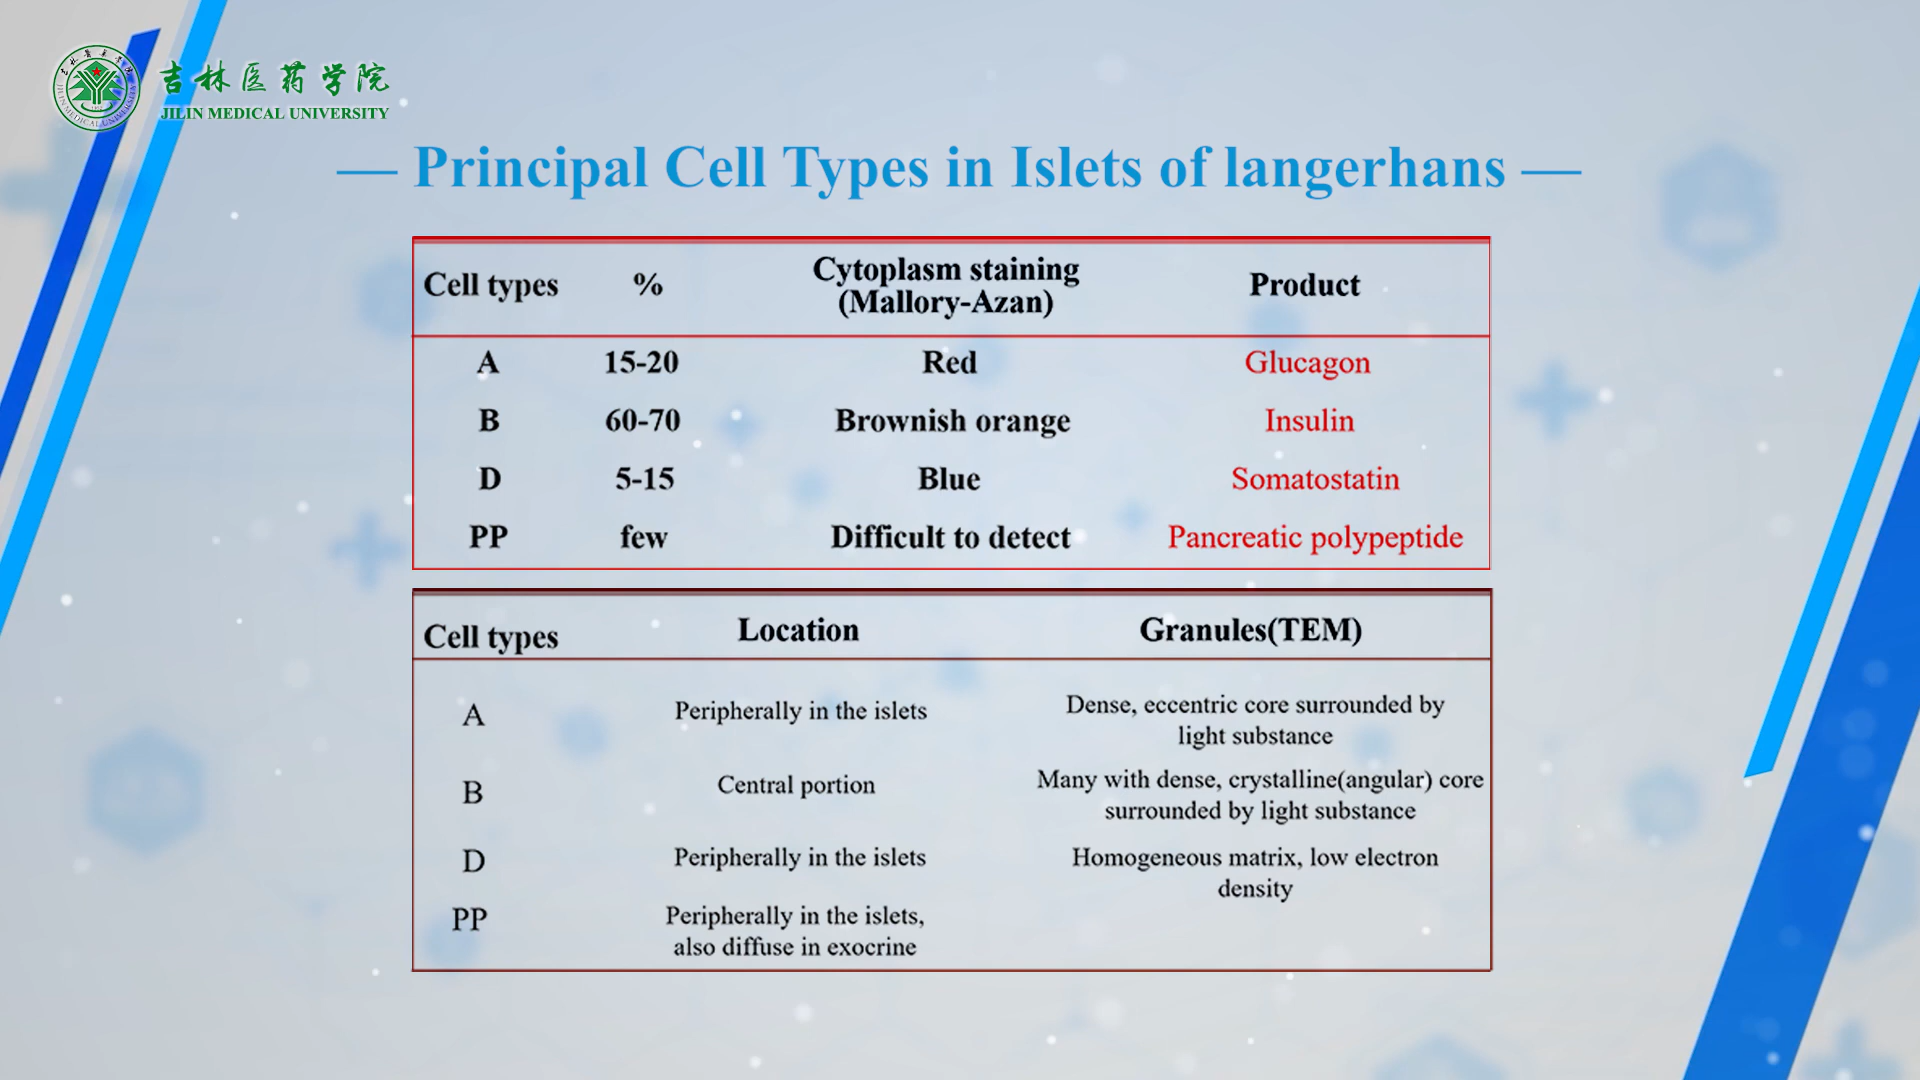 吉林医药学院
JILIN MEDICAL UNIVERSITY
— Principal Cell Types in Islets of langerhans —
Cell types % Cytoplasm staining (Mallory-Azan) Product
A 15-20 Red Glucagon
B 60-70 Brownish orange Insulin
D 5-15 Blue Somatostatin
PP few Difficult to detect Pancreatic polypeptide
Cell types Location Granules(TEM)
A Peripherally in the islets Dense, eccentric core surrounded by
light substance
B Central portion Many with dense, crystalline(angular) core
surrounded by light substance
D Peripherally in the islets Homogeneous matrix, low electron
density
PP Peripherally in the islets,
also diffuse in exocrine